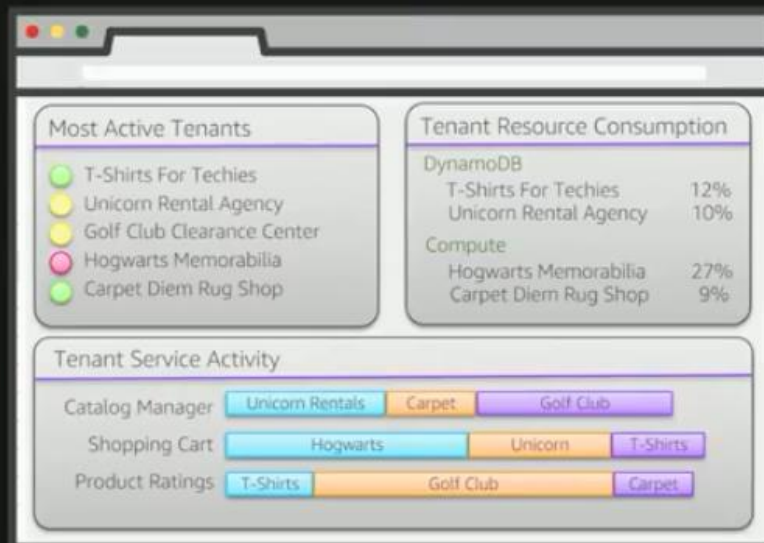 Most Active Tenants
T-Shirts For Techies
Unicorn Rental Agency
Golf Club Clearance Center
Hogwarts Memorabilia
Carpet Diem Rug Shop
Tenant Resource Consumption
DynamoDB
T-Shirts For Techies 12%
Unicorn Rental Agency 10%
Compute
Hogwarts Memorabilia 27%
Carpet Diem Rug Shop 9%
Tenant Service Activity
Catalog Manager Unicorn Rentals Carpet Golf Club
Shopping Cart Hogwarts Unicorn T-Shirts
Product Ratings T-Shirts Golf Club Carpet